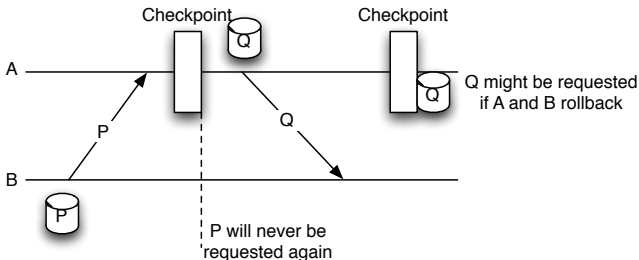 Checkpoint
Checkpoint
Q
A
Q
Q might be requested
if A and B rollback
P
Q
B
P
P will never be
requested again